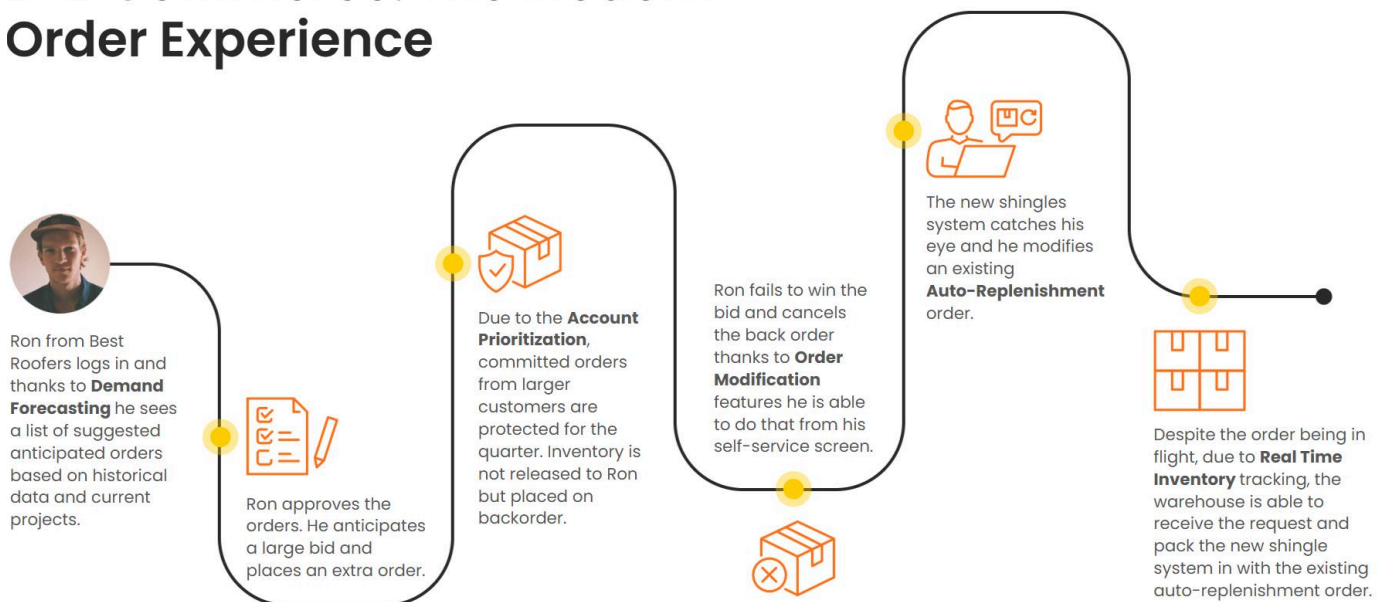 Order Experience
Ron from Best
Roofers logs in and
thanks to Demand
Forecasting he sees
a list of suggested
anticipated orders
based on historical
data and current
projects.
Ron approves the
orders. He anticipates
a large bid and
places an extra order.
Due to the Account
Prioritization,
committed orders
from larger
customers are
protected for the
quarter. Inventory is
not released to Ron
but placed on
backorder.
Ron fails to win the
bid and cancels
the back order
thanks to Order
Modification
features he is able
to do that from his
self-service screen.
The new shingles
system catches his
eye and he modifies
an existing
Auto-Replenishment
order.
Despite the order being in
flight, due to Real Time
Inventory tracking, the
warehouse is able to
receive the request and
pack the new shingle
system in with the existing
auto-replenishment order.